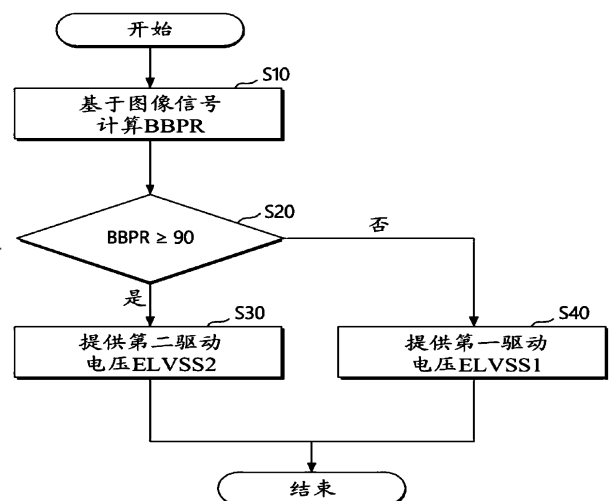 开始
S10
基于图像信号
计算BBPR
S20
BBPR ≥ 90
否
是
S30
提供第二驱动
电压ELVSS2
S40
提供第一驱动
电压ELVSS1
结束